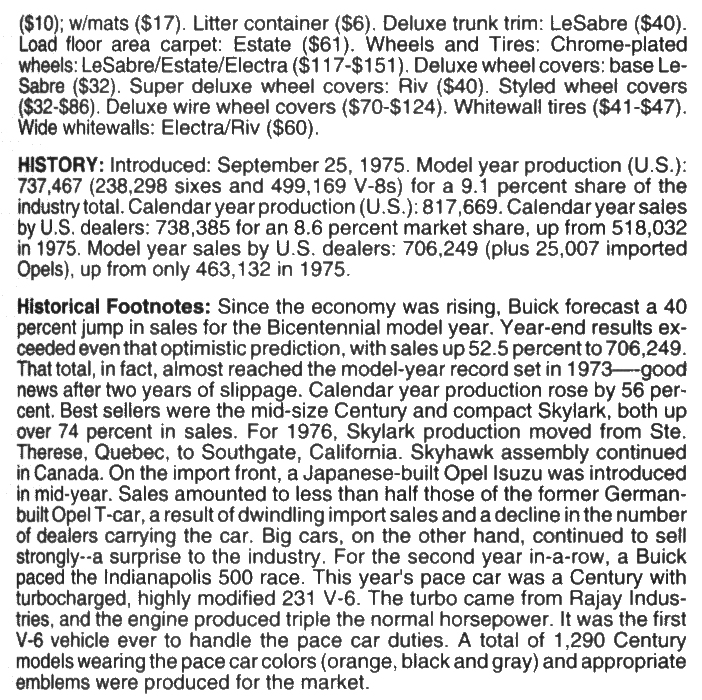 ($10); w/mats ($17). Litter container ($6). Deluxe trunk trim: LeSabre ($40).
Load floor area carpet: Estate ($61). Wheels and Tires: Chrome-plated
wheels: LeSabre/Estate/Electra ($117-$151). Deluxe wheel covers: base Le-
Sabre ($32). Super deluxe wheel covers: Riv ($40). Styled wheel covers
($32-$86). Deluxe wire wheel covers ($70-$124). Whitewall tires ($41-$47).
Wide whitewalls: Electra/Riv ($60).
HISTORY: Introduced: September 25, 1975. Model year production (U.S.):
737,467 (238,298 sixes and 499,169 V-8s) for a 9.1 percent share of the
industry total. Calendar year production (U.S.): 817,669. Calendar year sales
by U.S. dealers: 738,385 for an 8.6 percent market share, up from 518,032
in 1975. Model year sales by U.S. dealers: 706,249 (plus 25,007 imported
Opels), up from only 463,132 in 1975.
Historical Footnotes: Since the economy was rising, Buick forecast a 40
percent jump in sales for the Bicentennial model year. Year-end results ex-
ceeded even that optimistic prediction, with sales up 52.5 percent to 706,249.
That total, in fact, almost reached the model-year record set in 1973—good
news after two years of slippage. Calendar year production rose by 56 per-
cent. Best sellers were the mid-size Century and compact Skylark, both up
over 74 percent in sales. For 1976, Skylark production moved from Ste.
Therese, Quebec, to Southgate, California. Skyhawk assembly continued
in Canada. On the import front, a Japanese-built Opel Isuzu was introduced
in mid-year. Sales amounted to less than half those of the former German-
built Opel T-car, a result of dwindling import sales and a decline in the number
of dealers carrying the car. Big cars, on the other hand, continued to sell
strongly--a surprise to the industry. For the second year in-a-row, a Buick
paced the Indianapolis 500 race. This year's pace car was a Century with
turbocharged, highly modified 231 V-6. The turbo came from Rajay Indus-
tries, and the engine produced triple the normal horsepower. It was the first
V-6 vehicle ever to handle the pace car duties. A total of 1,290 Century
models wearing the pace car colors (orange, black and gray) and appropriate
emblems were produced for the market.